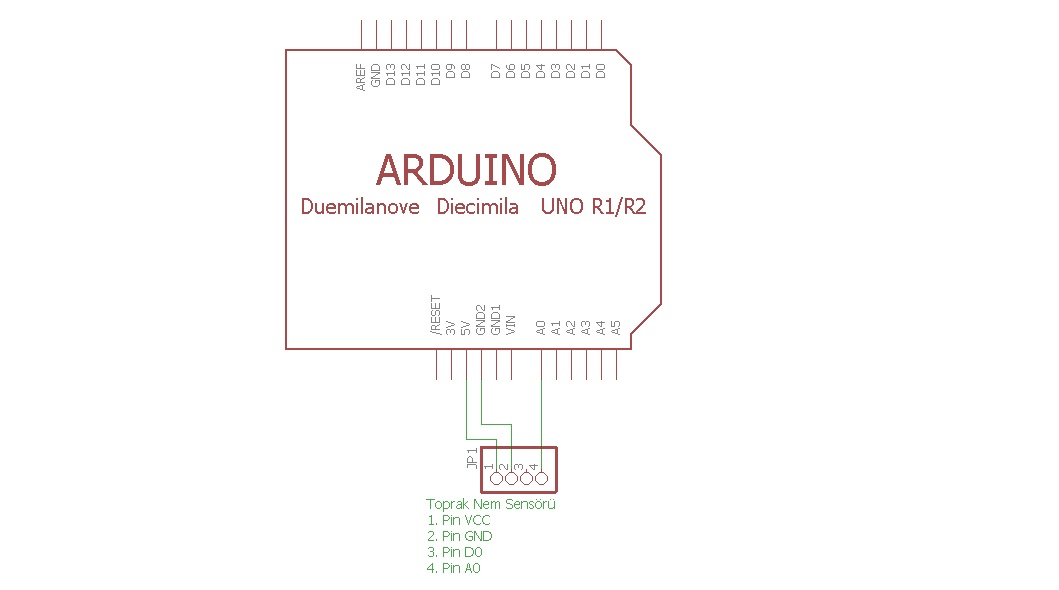 AREF GND D13 D12 D11 D10 D9 D8 D7 D6 D5 D4 D3 D2 D1 D0
ARDUINO
Duemilanove Diecimila UNO R1/R2
/RESET 3V 5V GND2 GND1 VIN A0 A1 A2 A3 A4 A5
JP1 1 2 3 4
Toprak Nem Sensörü
1. Pin VCC
2. Pin GND
3. Pin D0
4. Pin A0